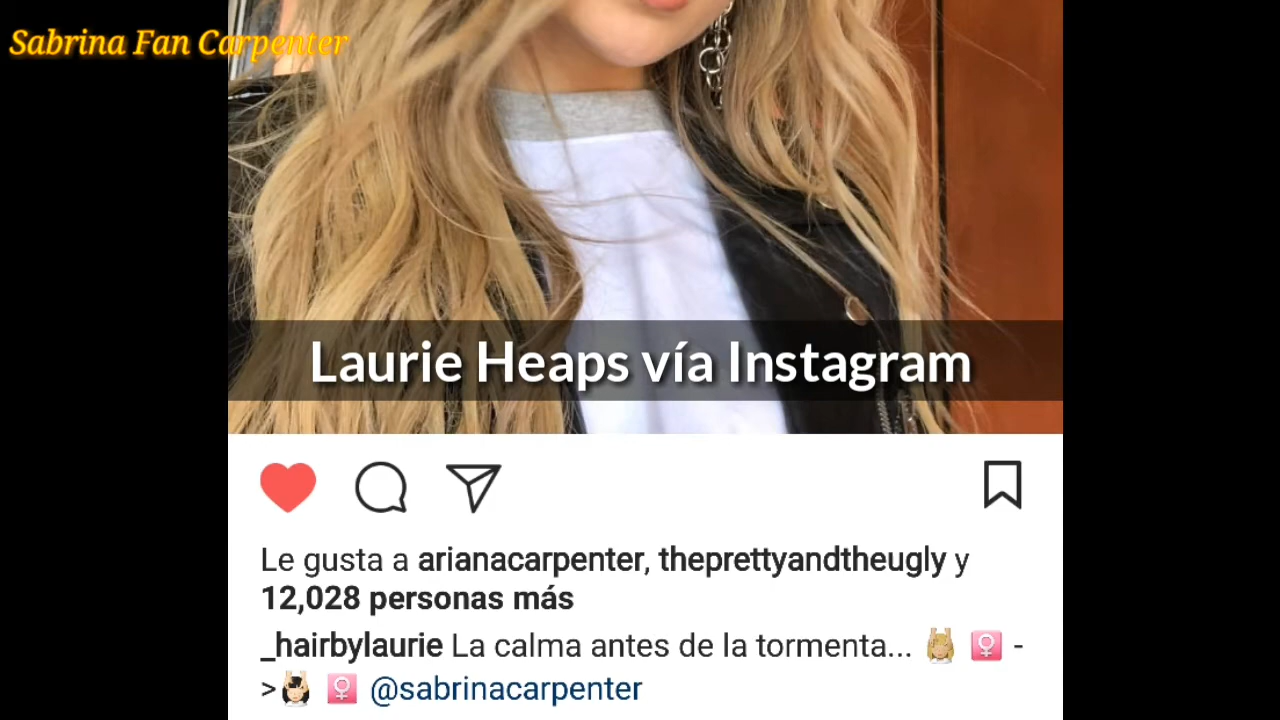 Sabrina Fan Carpenter
Laurie Heaps vía Instagram
Le gusta a arianacarpenter, theprettyandtheugly y
12,028 personas más
_hairbylaurie La calma antes de la tormenta... 👯🏼‍♀ -
>👯🏻‍♀ @sabrinacarpenter